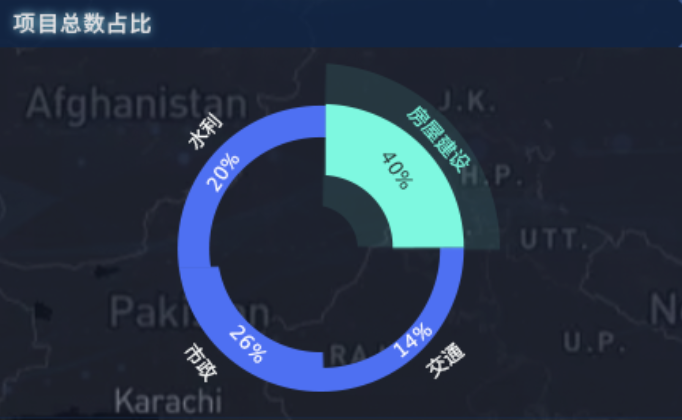 项目总数占比
Afghanistan
J.K.
水利
房屋建设
20%
40%
H.P.
UTT.
Pakistan
26%
14%
U.P.
市政
交通
Karachi